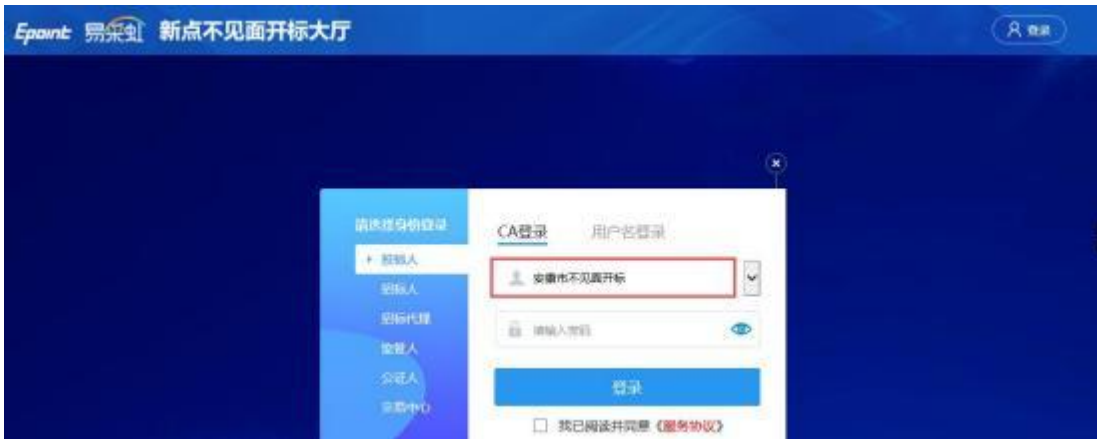 Epoint 易采虹 新点不见面开标大厅
登录
请选择身份登录
投标人
招标人
招标代理
监督人
公证人
交易中心
CA登录 用户名登录
安康市不见面开标
请输入密码
登录
我已阅读并同意《服务协议》